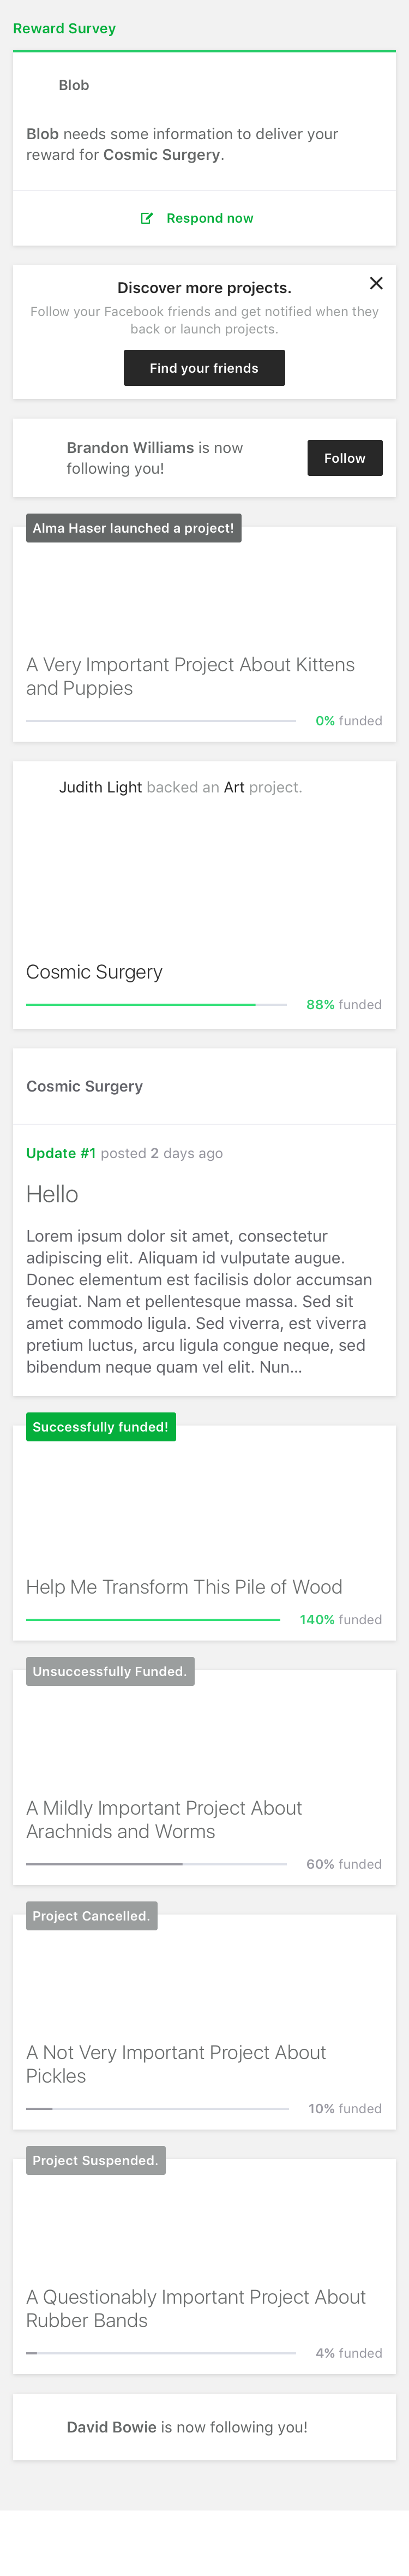 Reward Survey
Blob
Blob needs some information to deliver your
reward for Cosmic Surgery.
Respond now
Discover more projects.
Follow your Facebook friends and get notified when they
back or launch projects.
Find your friends
Brandon Williams is now
following you!
Follow
Alma Haser launched a project!
A Very Important Project About Kittens
and Puppies
0% funded
Judith Light backed an Art project.
Cosmic Surgery
88% funded
Cosmic Surgery
Update #1 posted 2 days ago
Hello
Lorem ipsum dolor sit amet, consectetur
adipiscing elit. Aliquam id vulputate augue.
Donec elementum est facilisis dolor accumsan
feugiat. Nam et pellentesque massa. Sed sit
amet commodo ligula. Sed viverra, est viverra
pretium luctus, arcu ligula congue neque, sed
bibendum neque quam vel elit. Nun...
Successfully funded!
Help Me Transform This Pile of Wood
140% funded
Unsuccessfully Funded.
A Mildly Important Project About
Arachnids and Worms
60% funded
Project Cancelled.
A Not Very Important Project About
Pickles
10% funded
Project Suspended.
A Questionably Important Project About
Rubber Bands
4% funded
David Bowie is now following you!